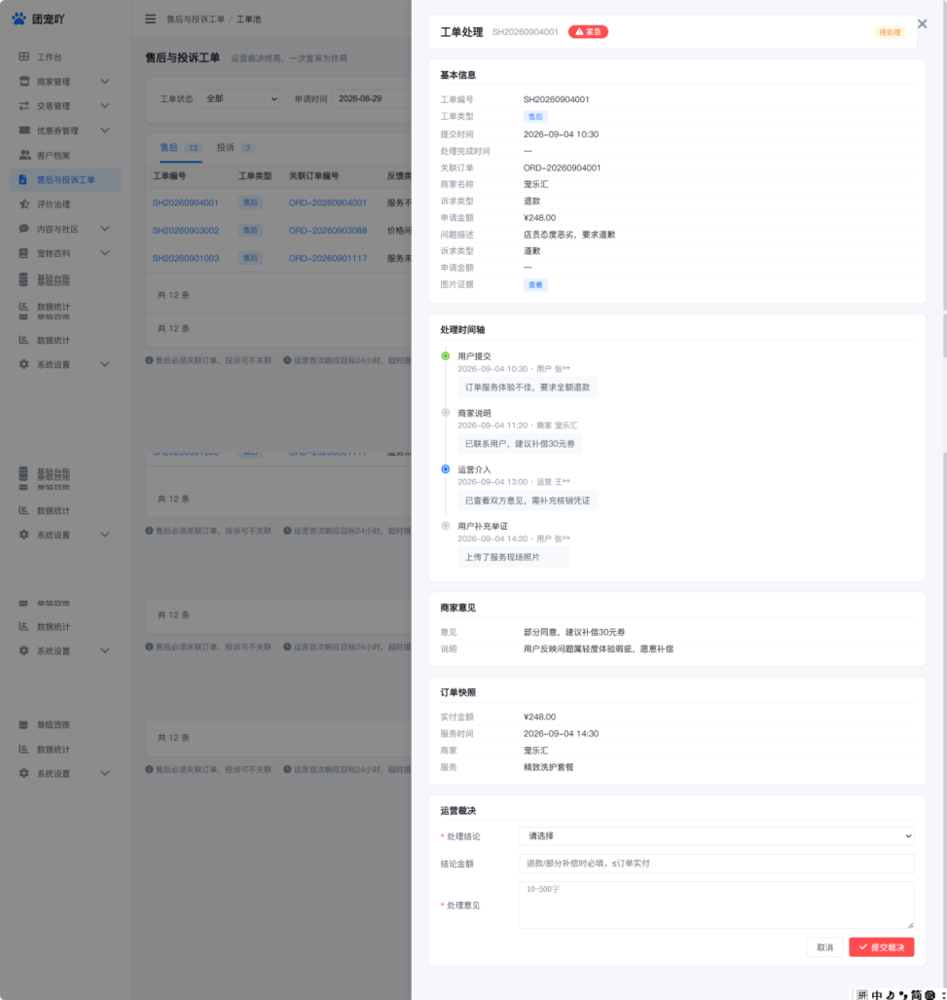 团宠吖
工作台
商家管理
交易管理
优惠券管理
客户档案
售后与投诉工单
评价治理
内容与社区
宠物百科
基础台账
数据统计
数据统计
系统设置
基础台账
数据统计
系统设置
数据统计
系统设置
数据统计
系统设置
售后与投诉工单 / 工单池
售后与投诉工单 运营裁决终局，一次复审为终局
工单状态 全部 申请时间 2026-08-29
售后 12 投诉 7
工单编号 工单类型 关联订单编号 反馈类
SH20260904001 售后 ORD-20260904001 服务不
SH20260903002 售后 ORD-20260903088 价格问
SH20260901003 售后 ORD-20260901117 服务未
共 12 条
共 12 条
售后必须关联订单，投诉可不关联 运营首次响应目标24小时，超时提
共 12 条
售后必须关联订单，投诉可不关联 运营首次响应目标24小时，超时提
共 12 条
售后必须关联订单，投诉可不关联 运营首次响应目标24小时，超时提
共 12 条
售后必须关联订单，投诉可不关联 运营首次响应目标24小时，超时提
工单处理 SH20260904001 紧急 待处理
基本信息
工单编号 SH20260904001
工单类型 售后
提交时间 2026-09-04 10:30
处理完成时间 —
关联订单 ORD-20260904001
商家名称 宠乐汇
诉求类型 退款
申请金额 ¥248.00
问题描述 店员态度恶劣，要求道歉
诉求类型 道歉
申请金额 —
图片证据 查看
处理时间轴
用户提交
2026-09-04 10:30 · 用户 张**
订单服务体验不佳，要求全额退款
商家说明
2026-09-04 11:20 · 商家 宠乐汇
已联系用户，建议补偿30元券
运营介入
2026-09-04 13:00 · 运营 王**
已查看双方意见，需补充核销凭证
用户补充举证
2026-09-04 14:20 · 用户 张**
上传了服务现场照片
商家意见
意见 部分同意，建议补偿30元券
说明 用户反映问题属轻度体验瑕疵，愿意补偿
订单快照
实付金额 ¥248.00
服务时间 2026-09-04 14:30
商家 宠乐汇
服务 精致洗护套餐
运营裁决
* 处理结论 请选择
结论金额 退款/部分补偿时必填，≤订单实付
* 处理意见 10-500字
取消 提交裁决
拼 中 简